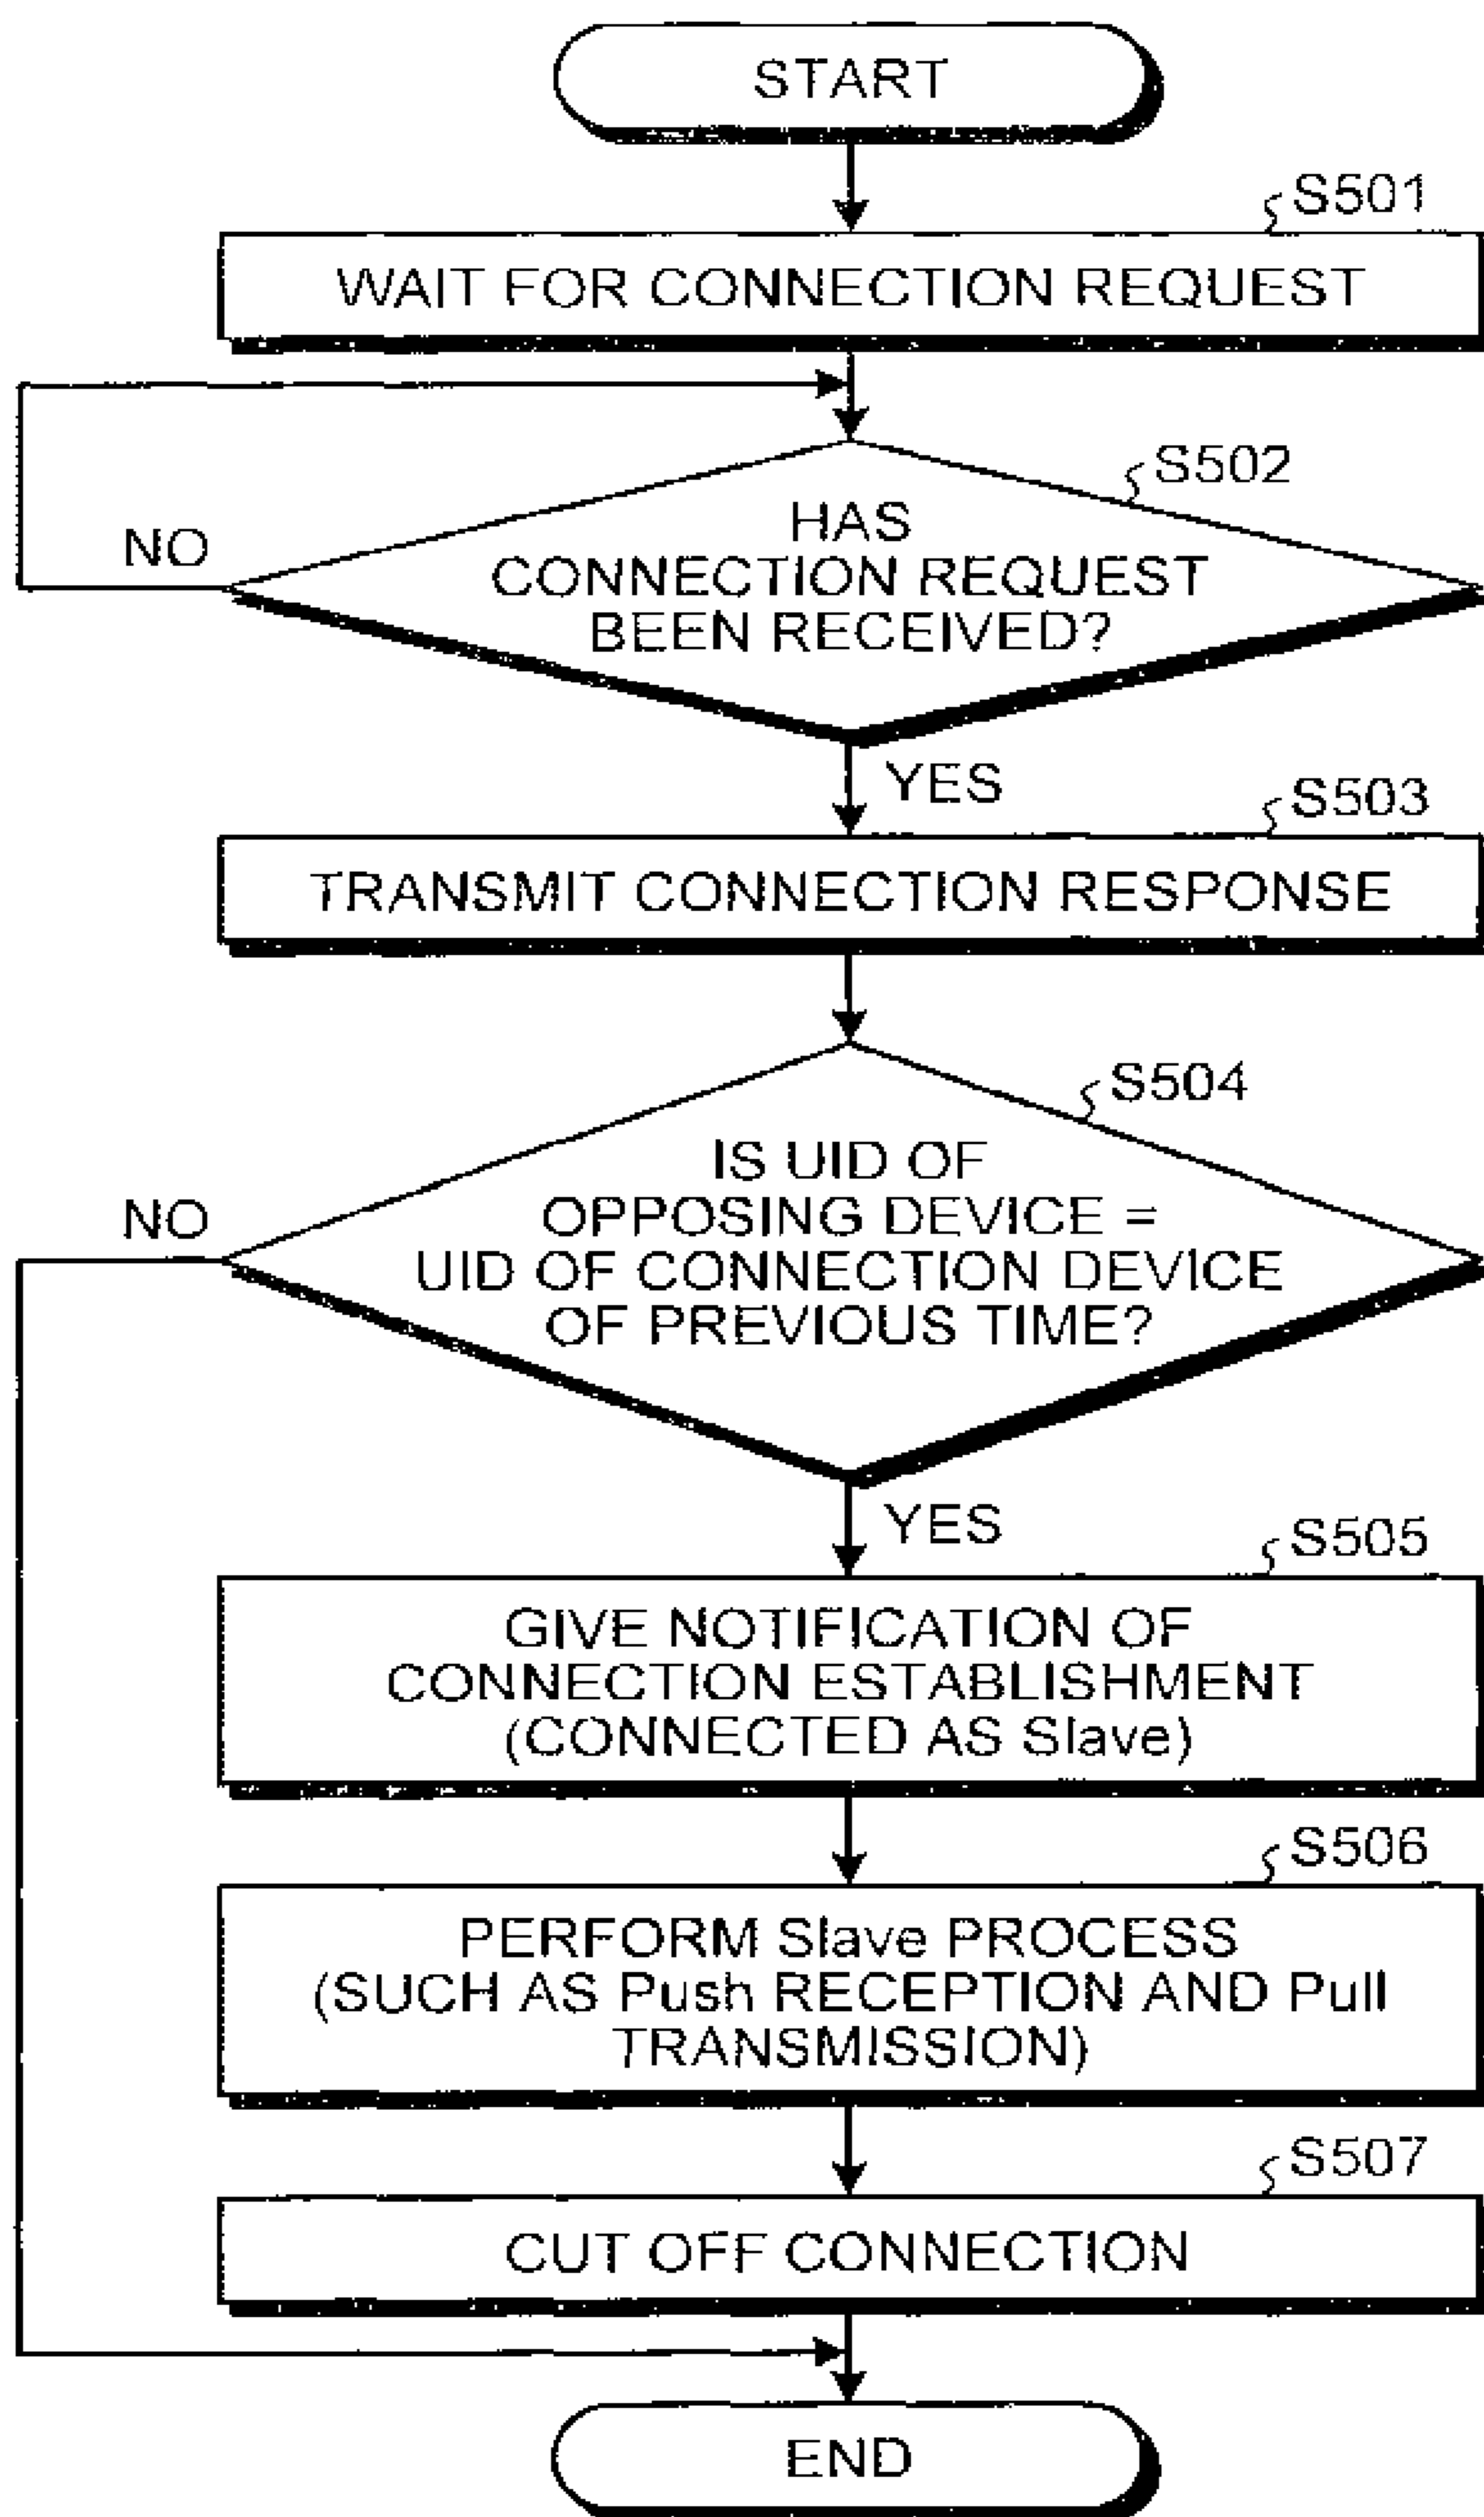 START
S501
WAIT FOR CONNECTION REQUEST
S502
HAS
CONNECTION REQUEST
BEEN RECEIVED?
NO
YES
S503
TRANSMIT CONNECTION RESPONSE
S504
IS UID OF
OPPOSING DEVICE =
UID OF CONNECTION DEVICE
OF PREVIOUS TIME?
NO
YES
S505
GIVE NOTIFICATION OF
CONNECTION ESTABLISHMENT
(CONNECTED AS Slave)
S506
PERFORM Slave PROCESS
(SUCH AS Push RECEPTION AND Pull
TRANSMISSION)
S507
CUT OFF CONNECTION
END